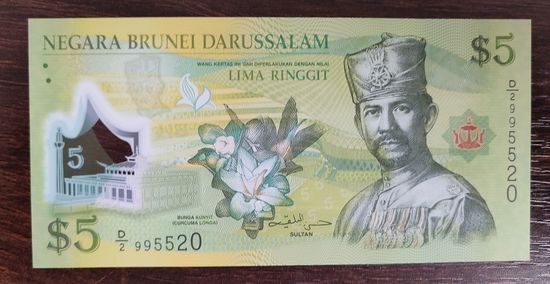 NEGARA BRUNEI DARUSSALAM
$5
WANG KERTAS INI SAH DIPERLAKUKAN DENGAN NILAI
LIMA RINGGIT
D/2 995520
5
BUNGA KUNYIT
(CURCUMA LONGA)
SULTAN
$5
D/2 995520